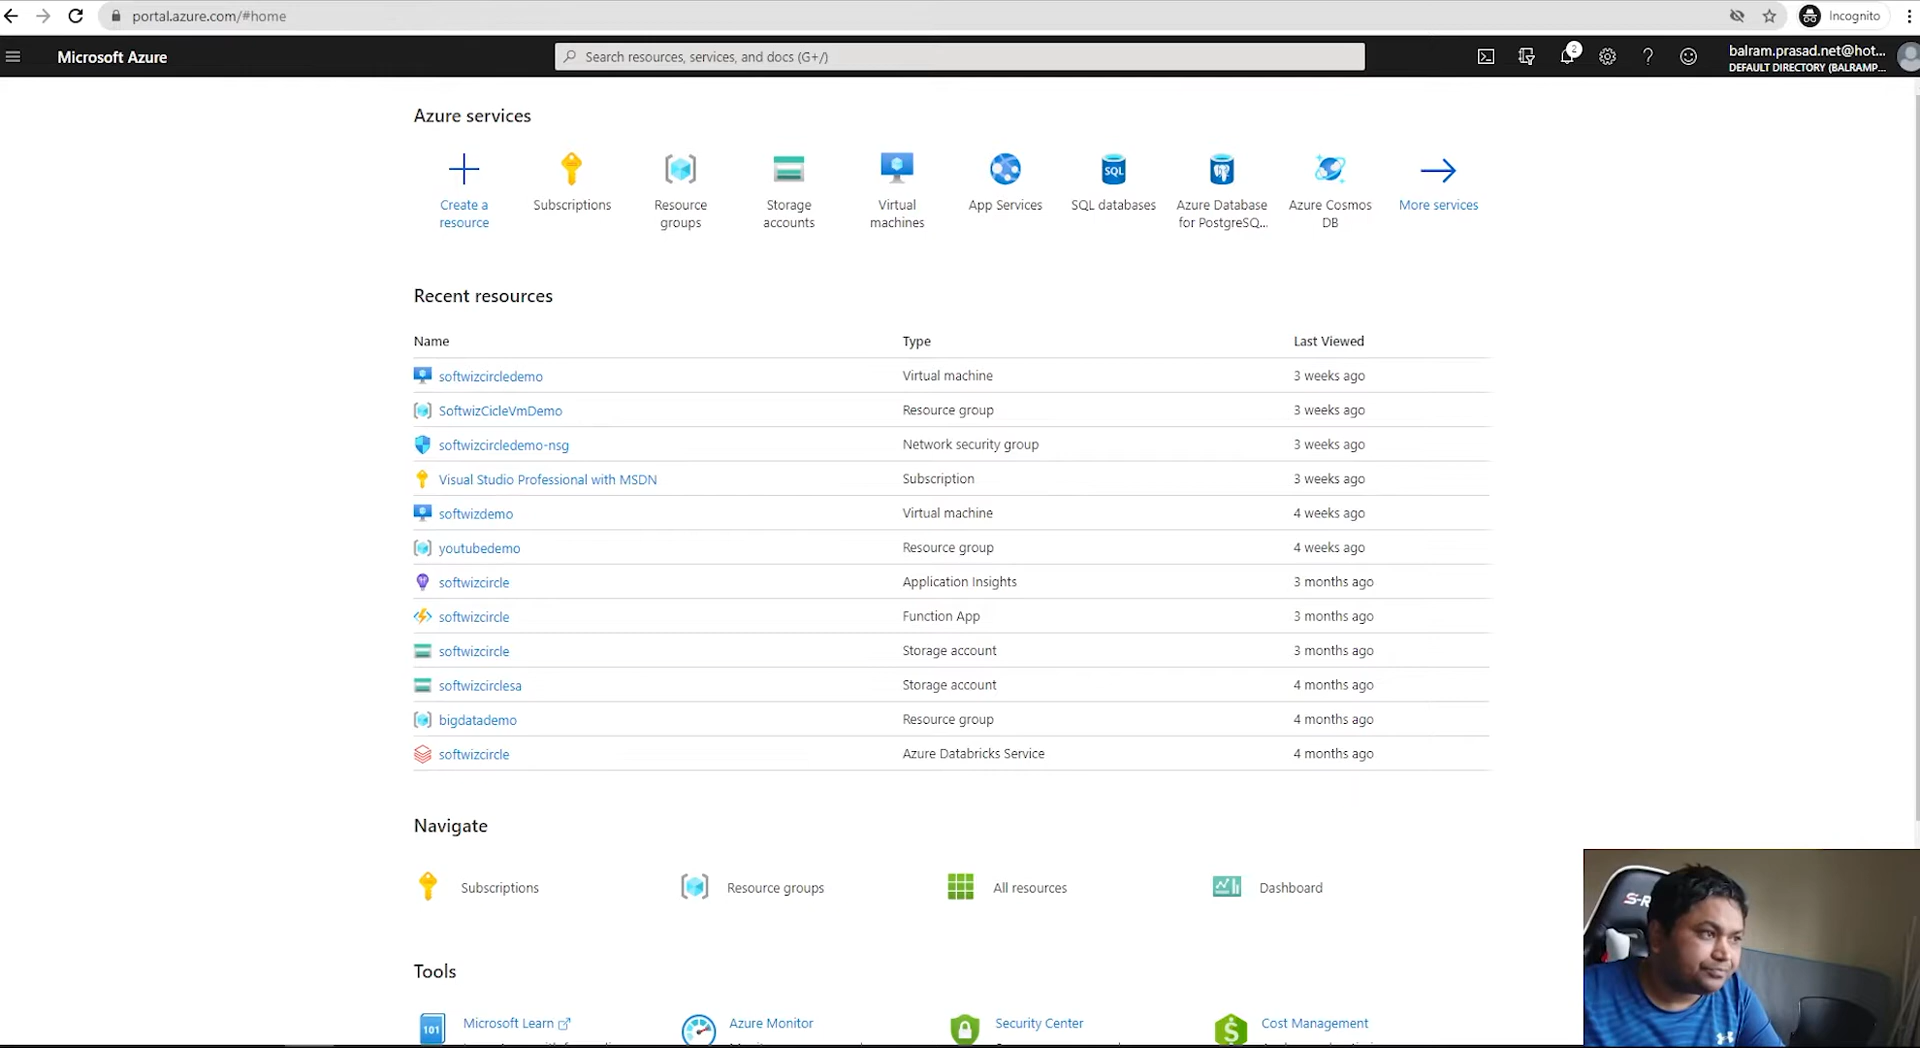 portal.azure.com/#home
Incognito
Microsoft Azure
Search resources, services, and docs (G+/)
2
balram.prasad.net@hot...
DEFAULT DIRECTORY (BALRAMP...
Azure services
Create a resource
Subscriptions
Resource groups
Storage accounts
Virtual machines
App Services
SQL
SQL databases
Azure Database for PostgreSQ...
Azure Cosmos DB
More services
Recent resources
Name Type Last Viewed
softwizcircledemo Virtual machine 3 weeks ago
SoftwizCicleVmDemo Resource group 3 weeks ago
softwizcircledemo-nsg Network security group 3 weeks ago
Visual Studio Professional with MSDN Subscription 3 weeks ago
softwizdemo Virtual machine 4 weeks ago
youtubedemo Resource group 4 weeks ago
softwizcircle Application Insights 3 months ago
softwizcircle Function App 3 months ago
softwizcircle Storage account 3 months ago
softwizcirclesa Storage account 4 months ago
bigdatademo Resource group 4 months ago
softwizcircle Azure Databricks Service 4 months ago
Navigate
Subscriptions Resource groups All resources Dashboard
Tools
101 Microsoft Learn Azure Monitor Security Center Cost Management